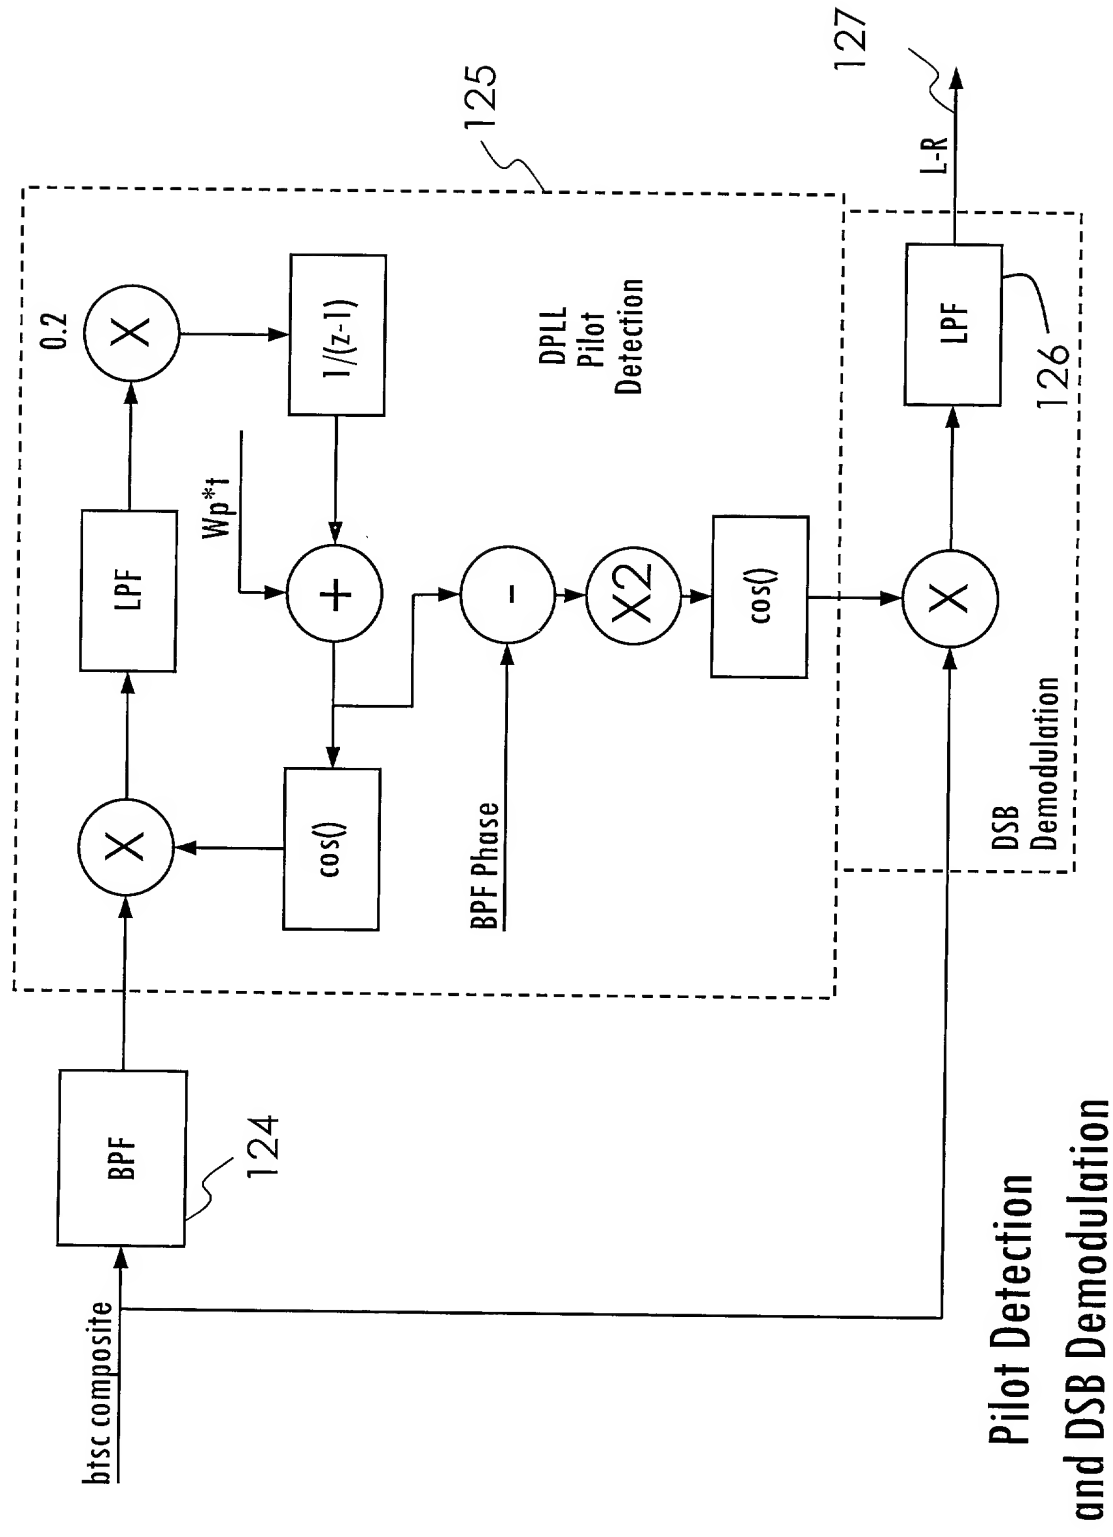 btsc composite
BPF
124
X
LPF
X
0.2
1/(z-1)
Wp*t
+
cos()
BPF Phase
-
X2
cos()
DPLL
Pilot
Detection
125
X
LPF
126
L-R
127
DSB
Demodulation
Pilot Detection
and DSB Demodulation